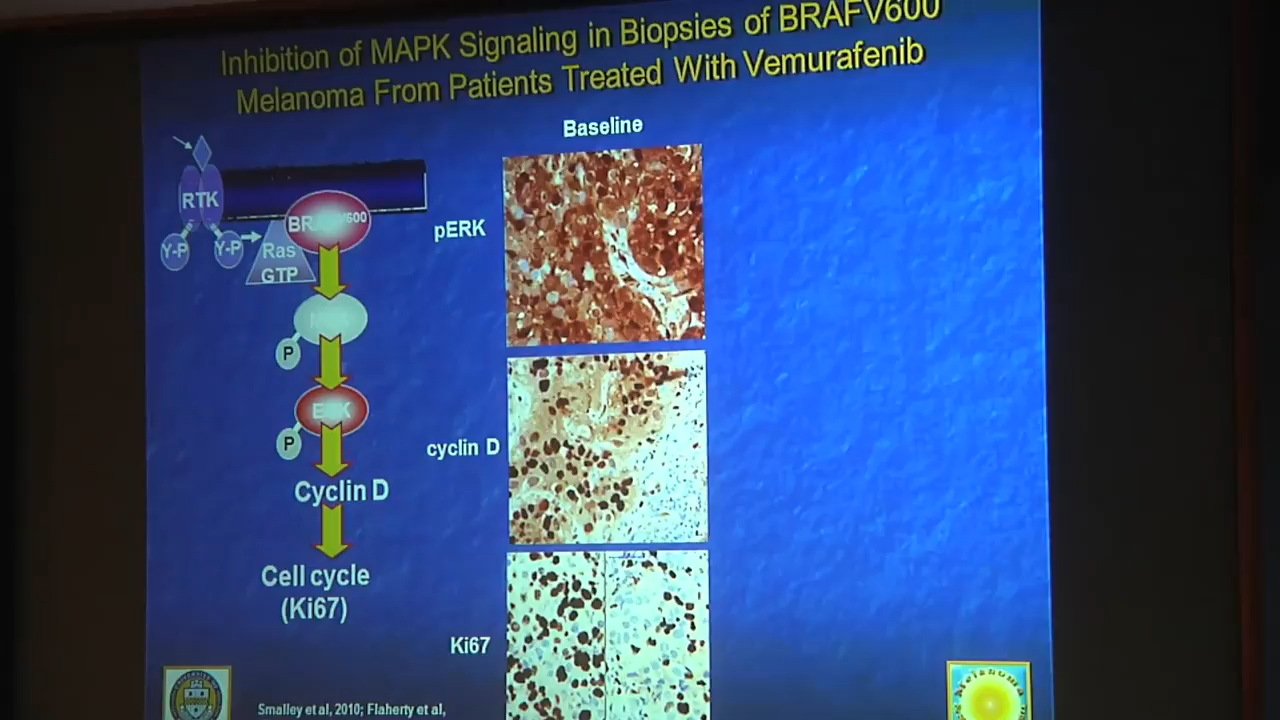 Inhibition of MAPK Signaling in Biopsies of BRAFV600
Melanoma From Patients Treated With Vemurafenib
Baseline
RTK
Y-P
Y-P
Ras
GTP
pERK
P
P
cyclin D
Cyclin D
Cell cycle
(Ki67)
Ki67
Smalley et al, 2010; Flaherty et al,
Melanoma